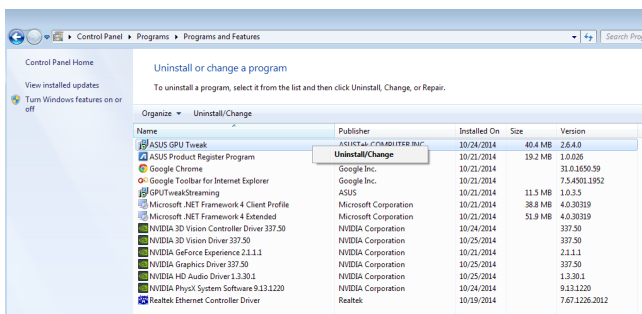 Control Panel ▸ Programs ▸ Programs and Features
Search Pro
Control Panel Home
View installed updates
Turn Windows features on or
off
Uninstall or change a program
To uninstall a program, select it from the list and then click Uninstall, Change, or Repair.
Organize Uninstall/Change
Name Publisher Installed On Size Version
ASUS GPU Tweak ASUSTek COMPUTER INC. 10/24/2014 40.4 MB 2.6.4.0
Uninstall/Change
ASUS Product Register Program 10/21/2014 19.2 MB 1.0.026
Google Chrome Google Inc. 10/21/2014 31.0.1650.59
Google Toolbar for Internet Explorer Google Inc. 10/21/2014 7.5.4501.1952
GPUTweakStreaming ASUS 10/21/2014 11.5 MB 1.0.3.5
Microsoft .NET Framework 4 Client Profile Microsoft Corporation 10/21/2014 38.8 MB 4.0.30319
Microsoft .NET Framework 4 Extended Microsoft Corporation 10/21/2014 51.9 MB 4.0.30319
NVIDIA 3D Vision Controller Driver 337.50 NVIDIA Corporation 10/24/2014 337.50
NVIDIA 3D Vision Driver 337.50 NVIDIA Corporation 10/25/2014 337.50
NVIDIA GeForce Experience 2.1.1.1 NVIDIA Corporation 10/21/2014 2.1.1.1
NVIDIA Graphics Driver 337.50 NVIDIA Corporation 10/25/2014 337.50
NVIDIA HD Audio Driver 1.3.30.1 NVIDIA Corporation 10/25/2014 1.3.30.1
NVIDIA PhysX System Software 9.13.1220 NVIDIA Corporation 10/24/2014 9.13.1220
Realtek Ethernet Controller Driver Realtek 10/19/2014 7.67.1226.2012